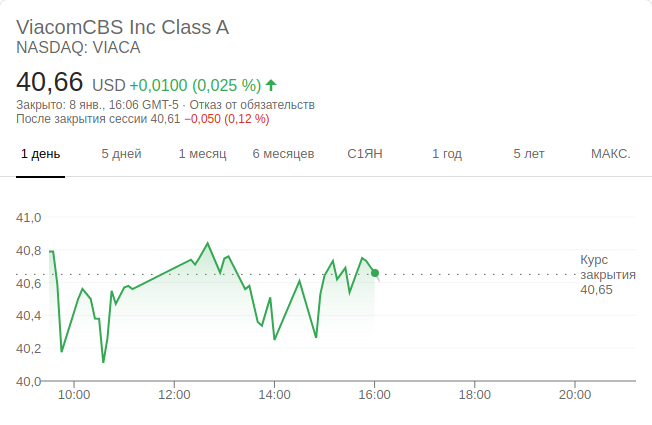 ViacomCBS Inc Class A
NASDAQ: VIACA
40,66 USD +0,0100 (0,025 %)
Закрыто: 8 янв., 16:06 GMT-5 · Отказ от обязательств
После закрытия сессии 40,61 −0,050 (0,12 %)
1 день 5 дней 1 месяц 6 месяцев С1ЯН 1 год 5 лет МАКС.
41,0
40,8
Курс
закрытия
40,65
40,6
40,4
40,2
40,0
10:00 12:00 14:00 16:00 18:00 20:00